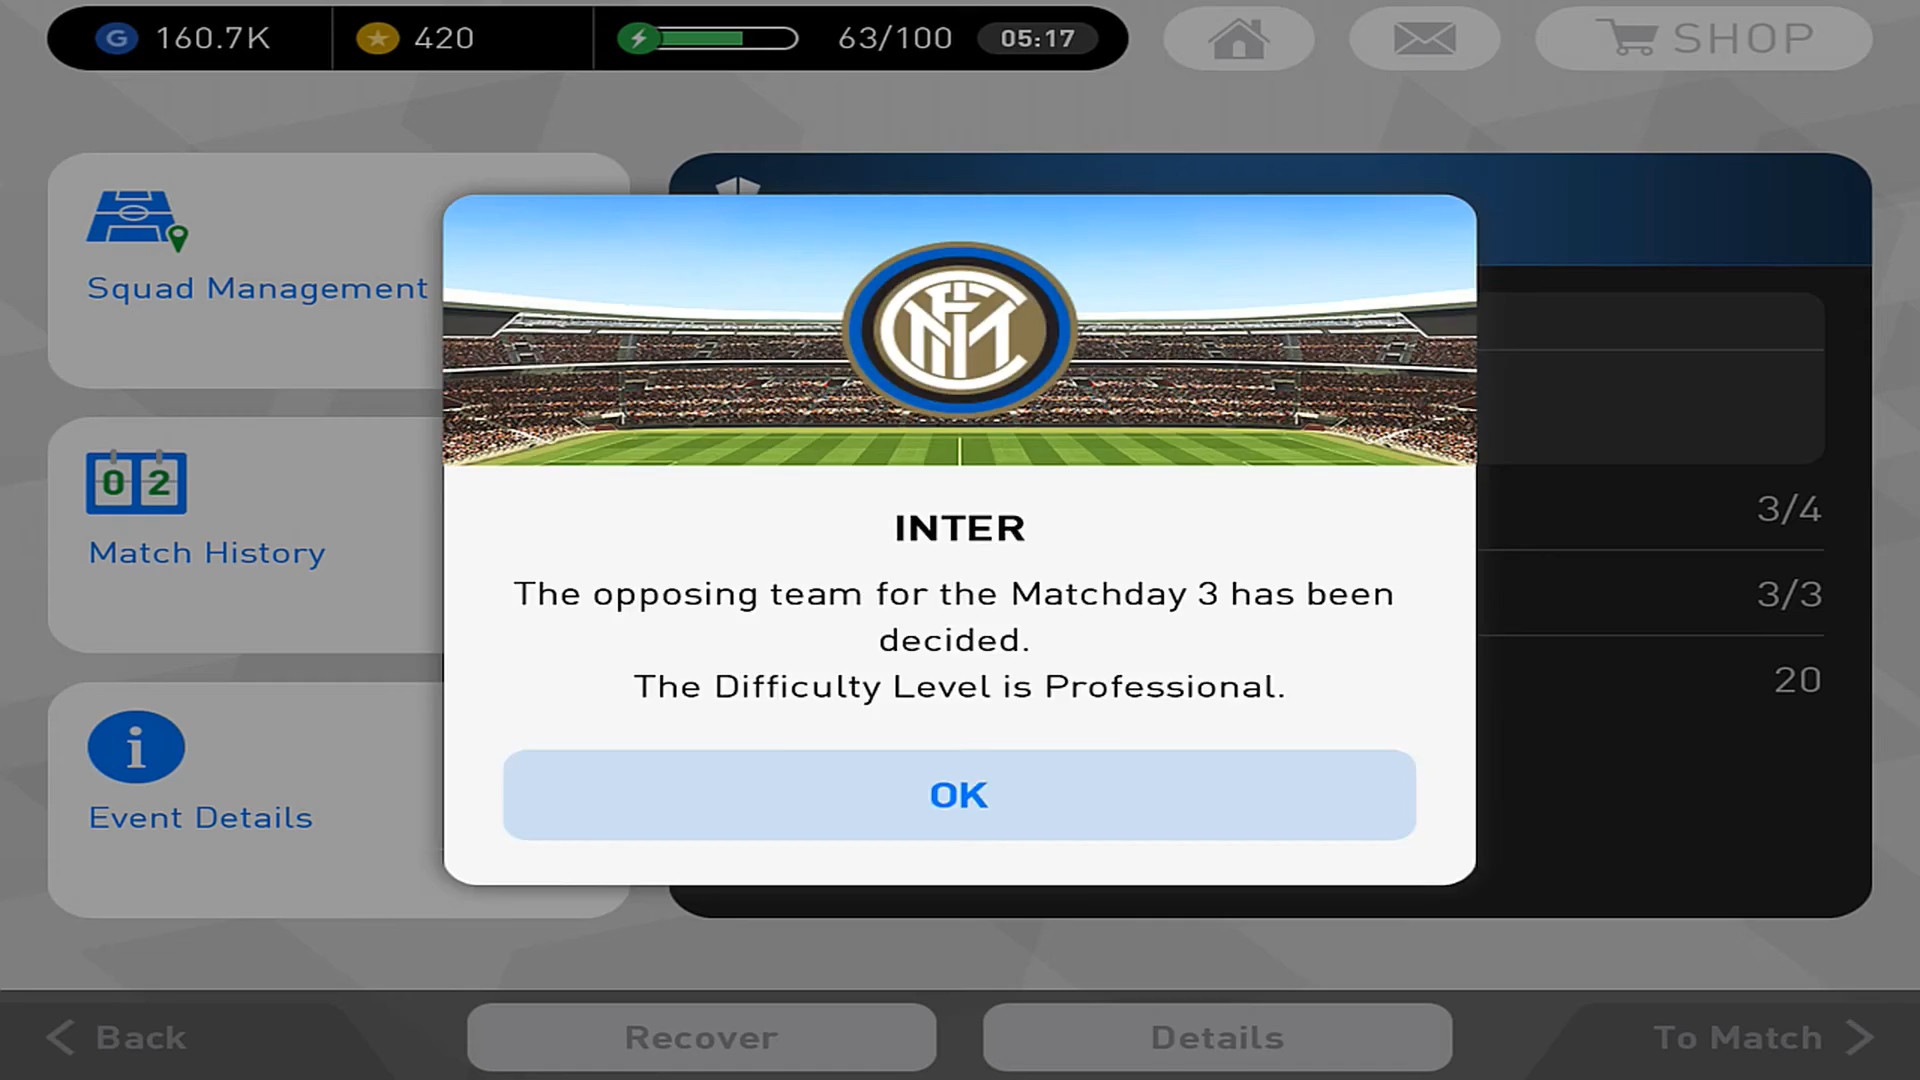 G 160.7K 420 63/100 05:17 SHOP
Squad Management
02
Match History
i
Event Details
FCIM
INTER
The opposing team for the Matchday 3 has been
decided.
The Difficulty Level is Professional.
OK
3/4
3/3
20
Back Recover Details To Match